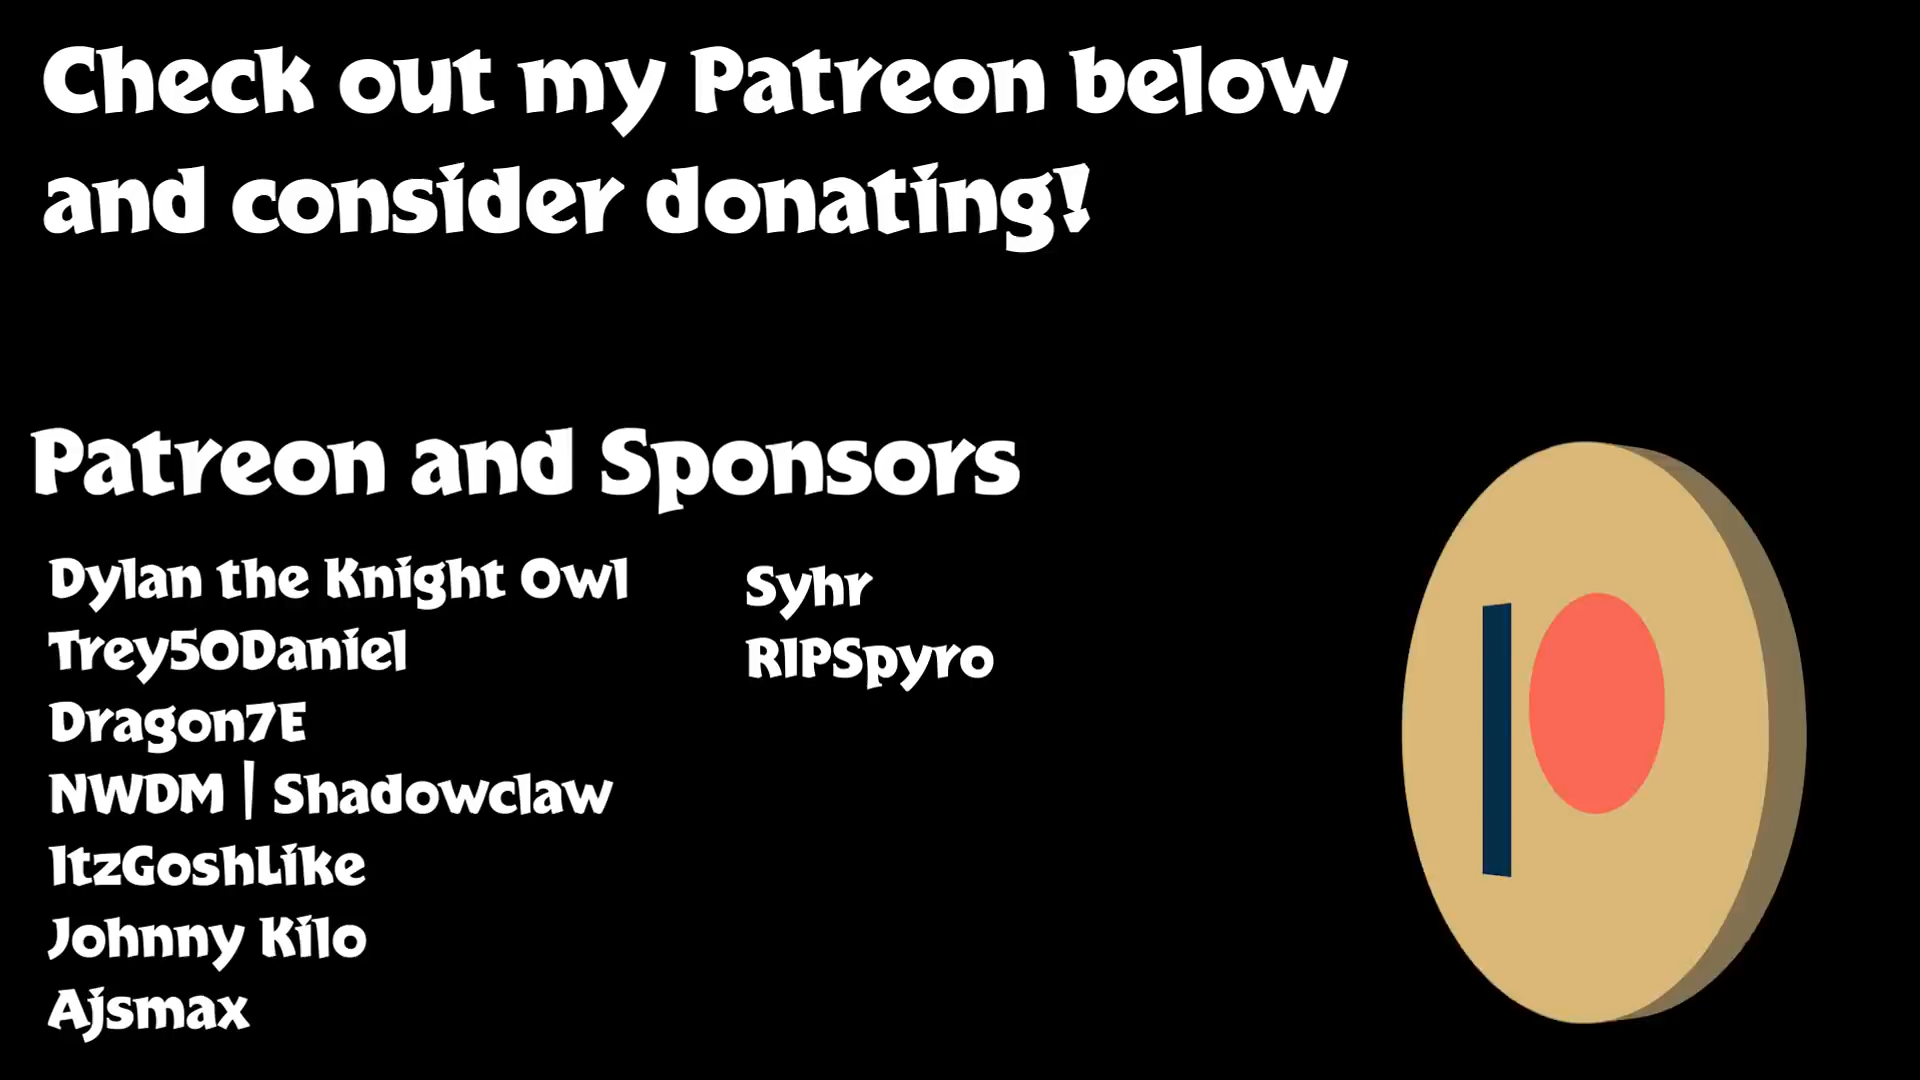 Check out my Patreon below
and consider donating!
Patreon and Sponsors
Dylan the Knight Owl
Trey50Daniel
Dragon7E
NWDM | Shadowclaw
ItzGoshLike
Johnny Kilo
Ajsmax
Syhr
RIPSpyro